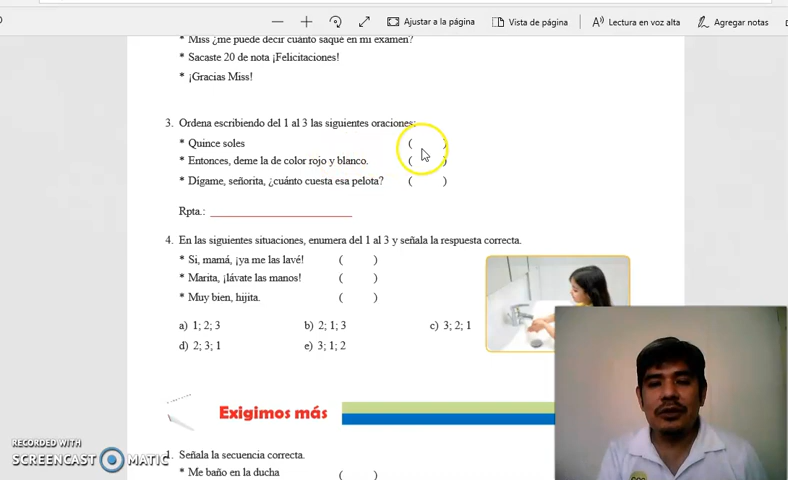 Ajustar a la página
Vista de página
Lectura en voz alta
Agregar notas
* Miss ¿me puede decir cuánto saqué en mi examen?
* Sacaste 20 de nota ¡Felicitaciones!
* ¡Gracias Miss!
3. Ordena escribiendo del 1 al 3 las siguientes oraciones:
* Quince soles ( )
* Entonces, deme la de color rojo y blanco. ( )
* Dígame, señorita, ¿cuánto cuesta esa pelota? ( )
Rpta.:
4. En las siguientes situaciones, enumera del 1 al 3 y señala la respuesta correcta.
* Si, mamá, ¡ya me las lavé! ( )
* Marita, ¡lávate las manos! ( )
* Muy bien, hijita. ( )
a) 1; 2; 3 b) 2; 1; 3 c) 3; 2; 1
d) 2; 3; 1 e) 3; 1; 2
Exigimos más
1. Señala la secuencia correcta.
* Me baño en la ducha ( )
RECORDED WITH
SCREENCAST MATIC